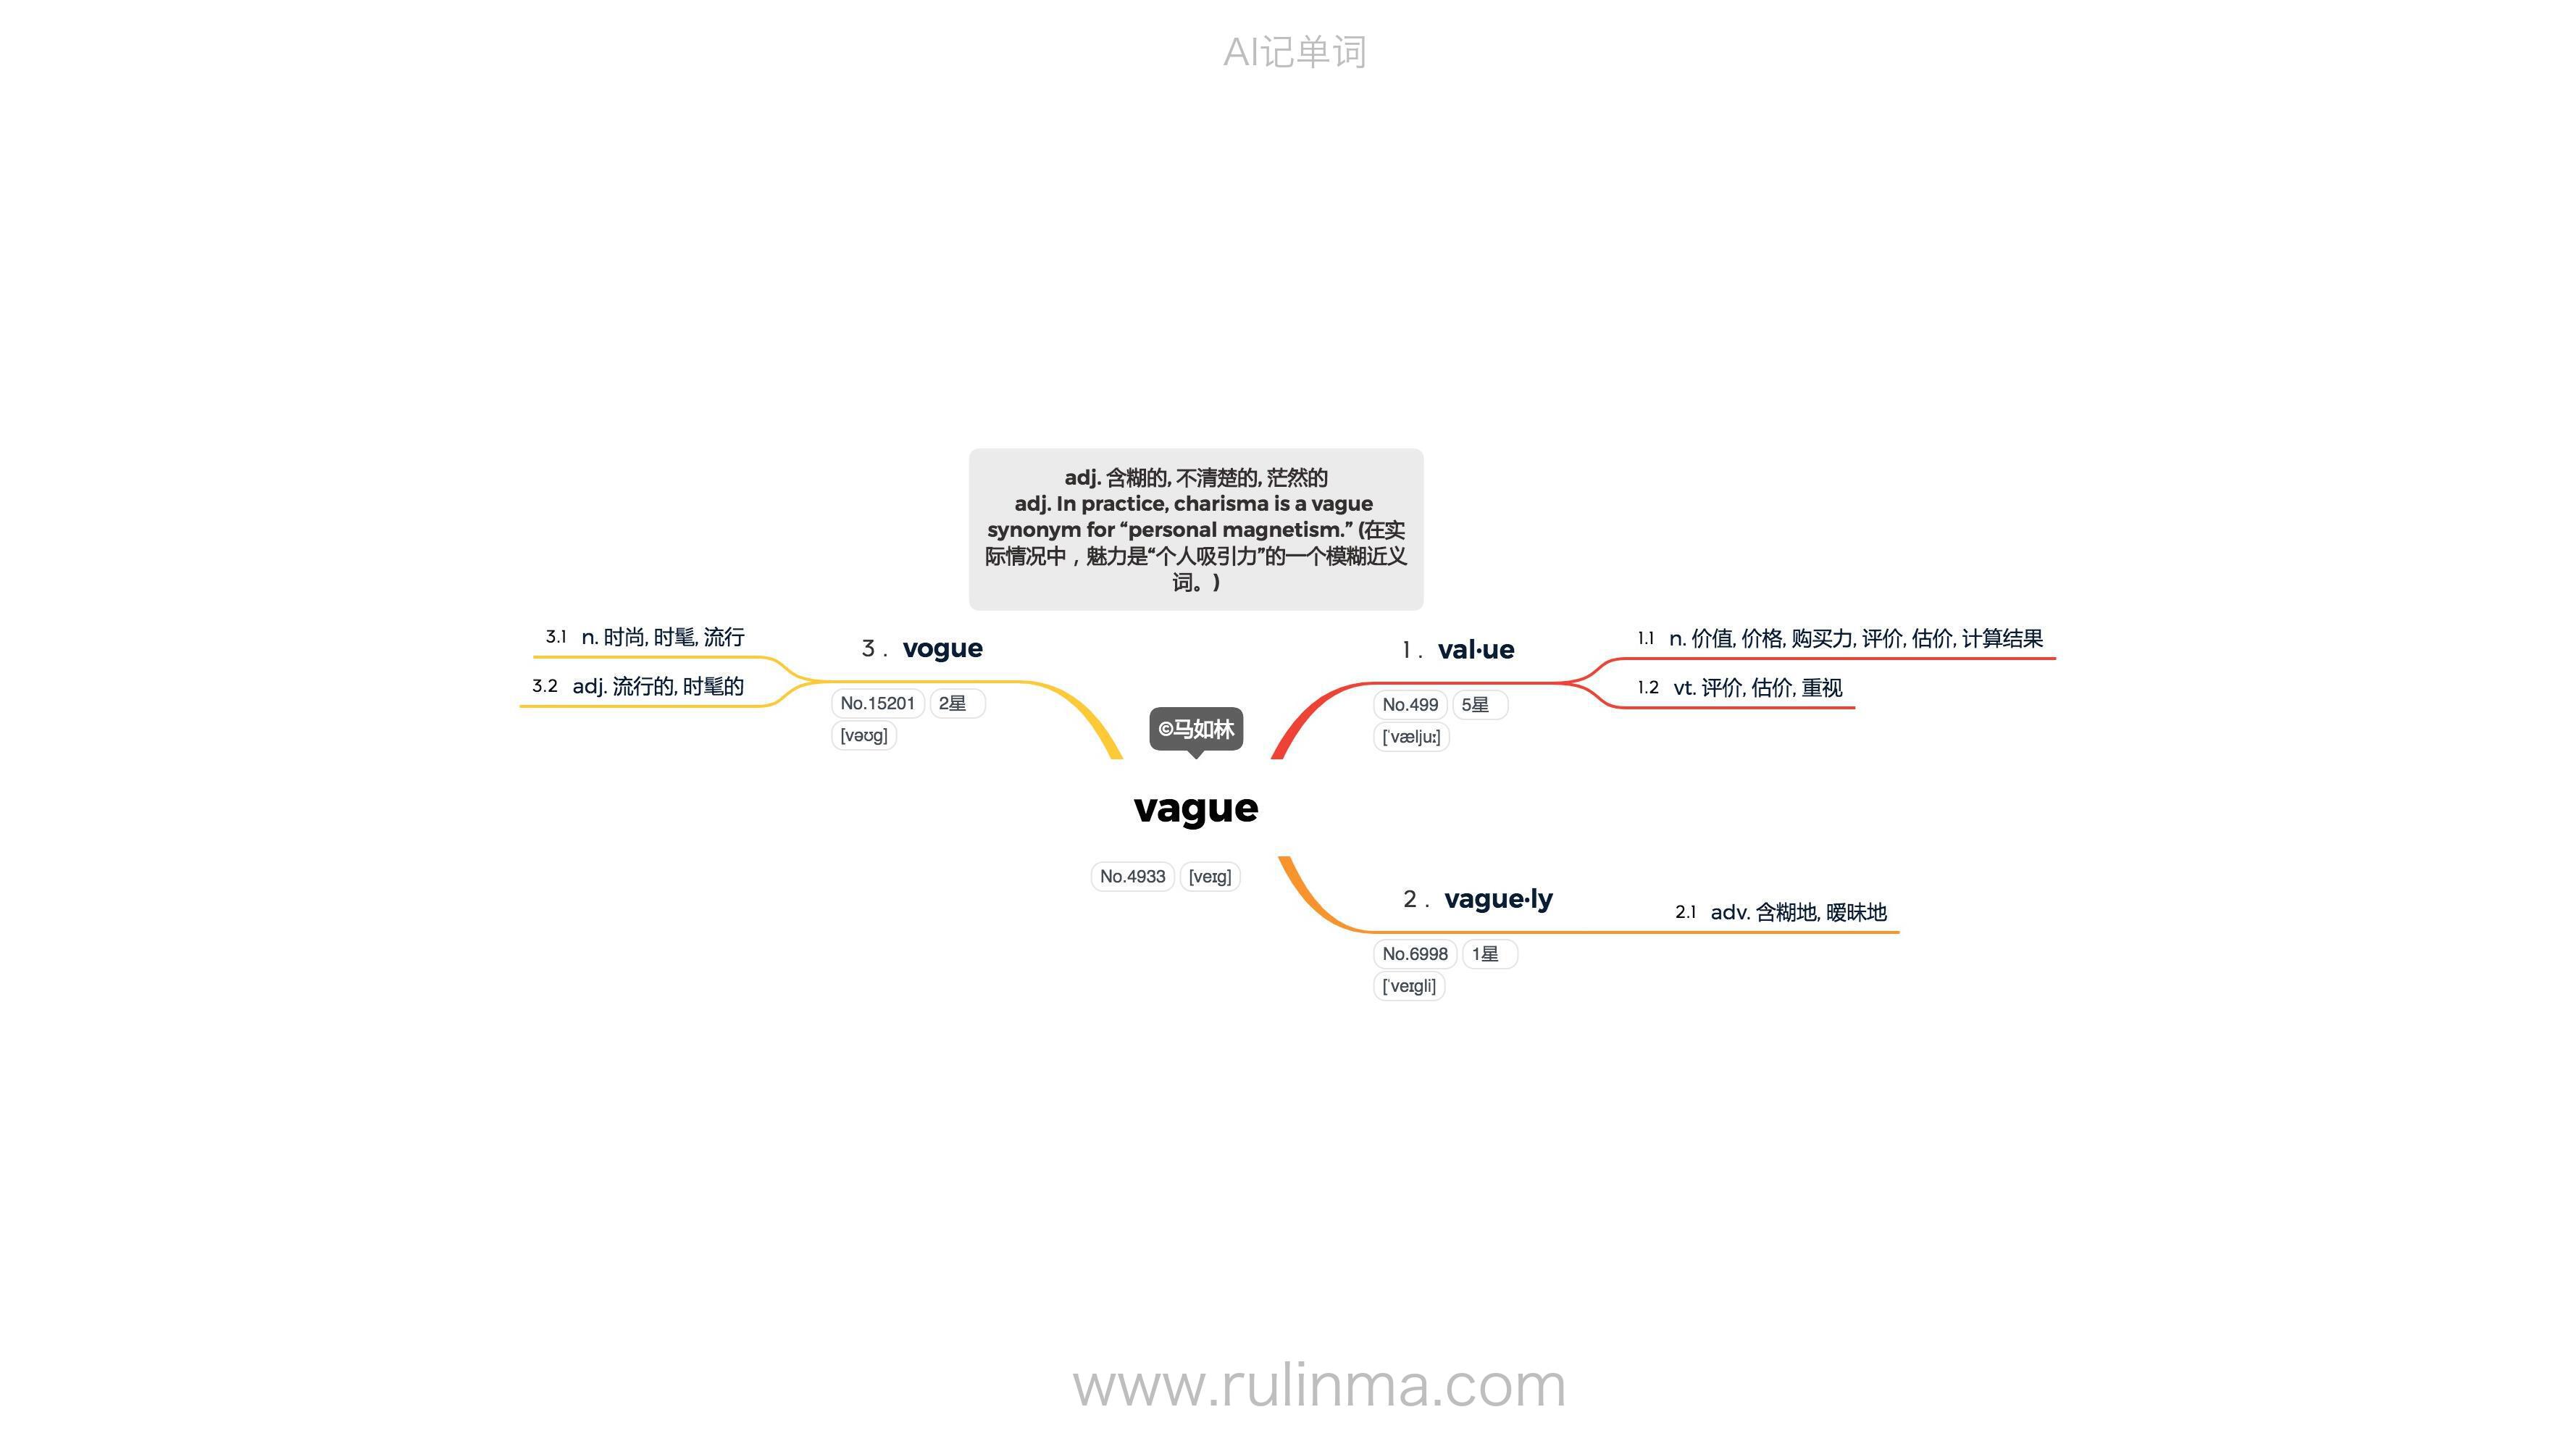 AI记单词
adj. 含糊的, 不清楚的, 茫然的
adj. In practice, charisma is a vague
synonym for “personal magnetism.” (在实
际情况中，魅力是“个人吸引力”的一个模糊近义
词。)
©马如林
vague
No.4933 [veɪg]
1. val·ue
No.499 5星
[ˈvæljuː]
1.1 n. 价值, 价格, 购买力, 评价, 估价, 计算结果
1.2 vt. 评价, 估价, 重视
2. vague·ly
No.6998 1星
[ˈveɪgli]
2.1 adv. 含糊地, 暧昧地
3. vogue
No.15201 2星
[vəʊg]
3.1 n. 时尚, 时髦, 流行
3.2 adj. 流行的, 时髦的
www.rulinma.com